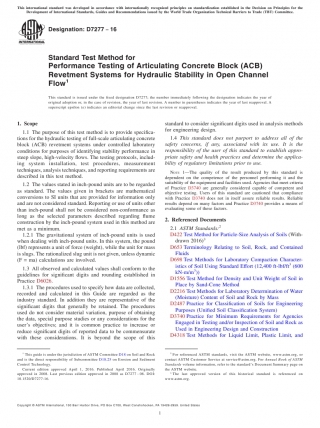 This international standard was developed in accordance with internationally recognized principles on standardization established in the Decision on Principles for the
Development of International Standards, Guides and Recommendations issued by the World Trade Organization Technical Barriers to Trade (TBT) Committee.
Designation: D7277 − 16
Standard Test Method for
Performance Testing of Articulating Concrete Block (ACB)
Revetment Systems for Hydraulic Stability in Open Channel
Flow1
This standard is issued under the fixed designation D7277; the number immediately following the designation indicates the year of
original adoption or, in the case of revision, the year of last revision. A number in parentheses indicates the year of last reapproval. A
superscript epsilon (ε) indicates an editorial change since the last revision or reapproval.
1. Scope
1.1 The purpose of this test method is to provide specifica-
tions for the hydraulic testing of full-scale articulating concrete
block (ACB) revetment systems under controlled laboratory
conditions for purposes of identifying stability performance in
steep slope, high-velocity flows. The testing protocols, includ-
ing system installation, test procedures, measurement
techniques, analysis techniques, and reporting requirements are
described in this test method.
1.2 The values stated in inch-pound units are to be regarded
as standard. The values given in brackets are mathematical
conversions to SI units that are provided for information only
and are not considered standard. Reporting or use of units other
than inch-pound shall not be considered non-conformance as
long as the selected parameters described regarding flume
construction by the inch-pound system used in this method are
met as a minimum.
1.2.1 The gravitational system of inch-pound units is used
when dealing with inch-pound units. In this system, the pound
(lbf) represents a unit of force (weight), while the unit for mass
is slugs. The rationalized slug unit is not given, unless dynamic
(F = ma) calculations are involved.
1.3 All observed and calculated values shall conform to the
guidelines for significant digits and rounding established in
Practice D6026.
1.3.1 The procedures used to specify how data are collected,
recorded and calculated in this Guide are regarded as the
industry standard. In addition they are representative of the
significant digits that generally be retained. The procedures
used do not consider material variation, purpose of obtaining
the data, special purpose studies or any considerations for the
user's objectives; and it is common practice to increase or
reduce significant digits of reported data to be commensurate
with these considerations. It is beyond the scope of this
standard to consider significant digits used in analysis methods
for engineering design.
1.4 This standard does not purport to address all of the
safety concerns, if any, associated with its use. It is the
responsibility of the user of this standard to establish appro-
priate safety and health practices and determine the applica-
bility of regulatory limitations prior to use.
NOTE 1—The quality of the result produced by this standard is
dependent on the competence of the personnel performing it and the
suitability of the equipment and facilities used. Agencies that meet criteria
of Practice D3740 are generally considered capable of competent and
objective testing. Users of this standard are cautioned that compliance
with Practice D3740 does not in itself assure reliable results. Reliable
results depend on many factors and Practice D3740 provides a means of
evaluating some of those factors.
2. Referenced Documents
2.1 ASTM Standards:2
D422 Test Method for Particle-Size Analysis of Soils (With-
drawn 2016)3
D653 Terminology Relating to Soil, Rock, and Contained
Fluids
D698 Test Methods for Laboratory Compaction Character-
istics of Soil Using Standard Effort (12,400 ft-lbf/ft3 (600
kN-m/m3))
D1556 Test Method for Density and Unit Weight of Soil in
Place by Sand-Cone Method
D2216 Test Methods for Laboratory Determination of Water
(Moisture) Content of Soil and Rock by Mass
D2487 Practice for Classification of Soils for Engineering
Purposes (Unified Soil Classification System)
D3740 Practice for Minimum Requirements for Agencies
Engaged in Testing and/or Inspection of Soil and Rock as
Used in Engineering Design and Construction
D4318 Test Methods for Liquid Limit, Plastic Limit, and
1 This guide is under the jurisdiction of ASTM Committee D18 on Soil and Rock
and is the direct responsibility of Subcommittee D18.25 on Erosion and Sediment
Control Technology.
Current edition approved April 1, 2016. Published April 2016. Originally
approved in 2008. Last previous edition approved in 2008 as D7277 – 08. DOI:
10.1520/D7277-16.
2 For referenced ASTM standards, visit the ASTM website, www.astm.org, or
contact ASTM Customer Service at service@astm.org. For Annual Book of ASTM
Standards volume information, refer to the standard's Document Summary page on
the ASTM website.
3 The last approved version of this historical standard is referenced on
www.astm.org.
Copyright © ASTM International, 100 Barr Harbor Drive, PO Box C700, West Conshohocken, PA 19428-2959. United States
1